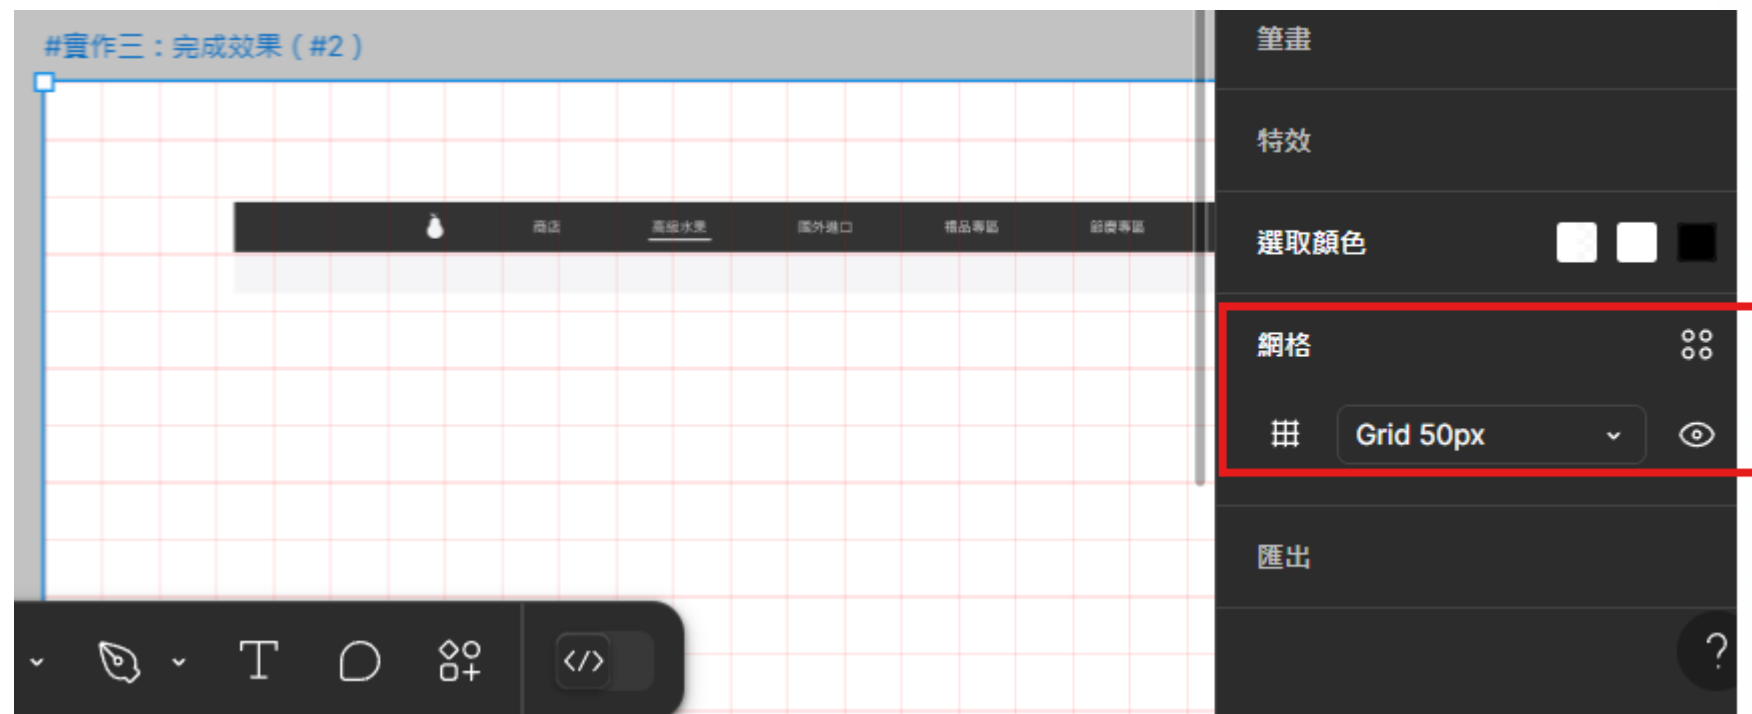 #實作三：完成效果（#2）
商店
高級水果
國外進口
禮品專區
節慶專區
筆畫
特效
選取顏色
網格
Grid 50px
匯出
T
</>
?